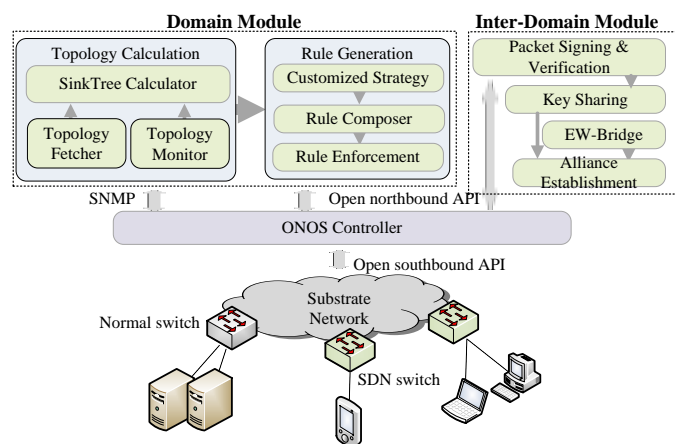 Domain Module
Inter-Domain Module
Topology Calculation
SinkTree Calculator
Topology
Fetcher
Topology
Monitor
Rule Generation
Customized Strategy
Rule Composer
Rule Enforcement
Packet Signing &
Verification
Key Sharing
EW-Bridge
Alliance
Establishment
SNMP
Open northbound API
ONOS Controller
Open southbound API
Substrate
Network
Normal switch
SDN switch